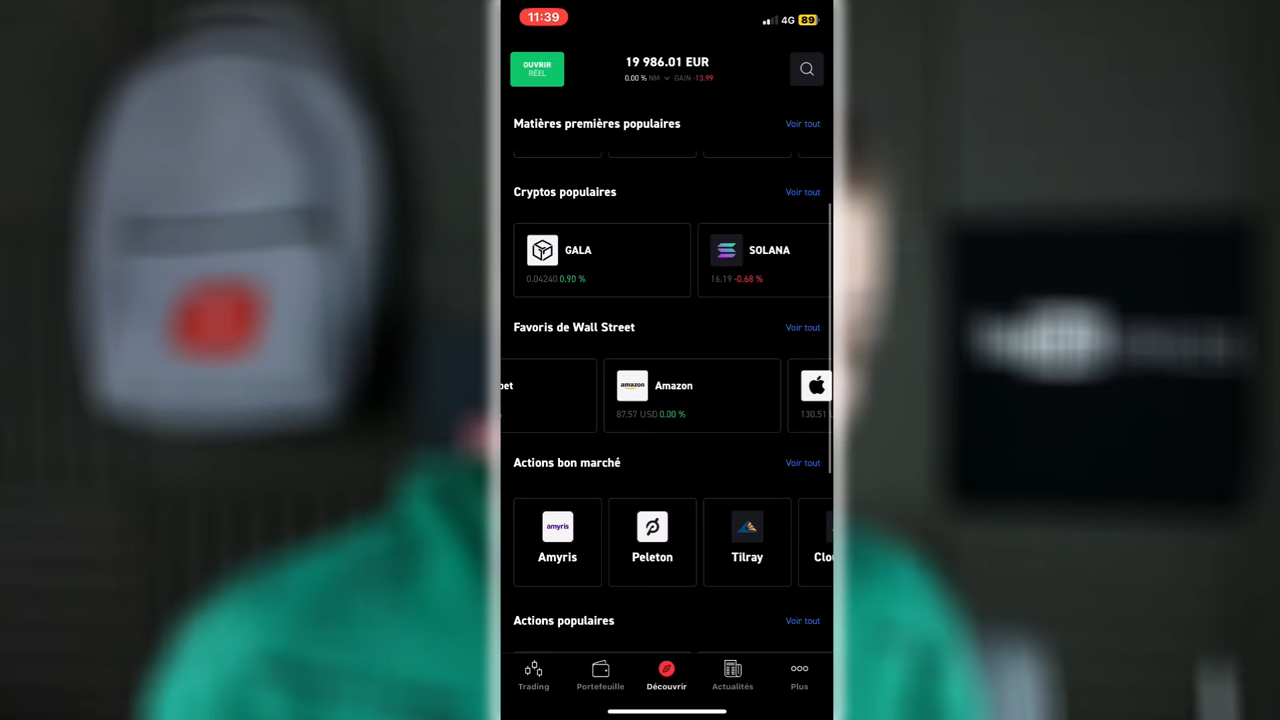 11:39
4G 89
OUVRIR
RÉEL
19 986.01 EUR
0.00 % NM GAIN -13.99
Matières premières populaires
Voir tout
Cryptos populaires
Voir tout
GALA
0.04240 0.90 %
SOLANA
16.19 -0.68 %
Favoris de Wall Street
Voir tout
bet
amazon
Amazon
87.57 USD 0.00 %
130.51
Actions bon marché
Voir tout
amyris
Amyris
Peleton
Tilray
Clo
Actions populaires
Voir tout
Trading
Portefeuille
Découvrir
Actualités
Plus